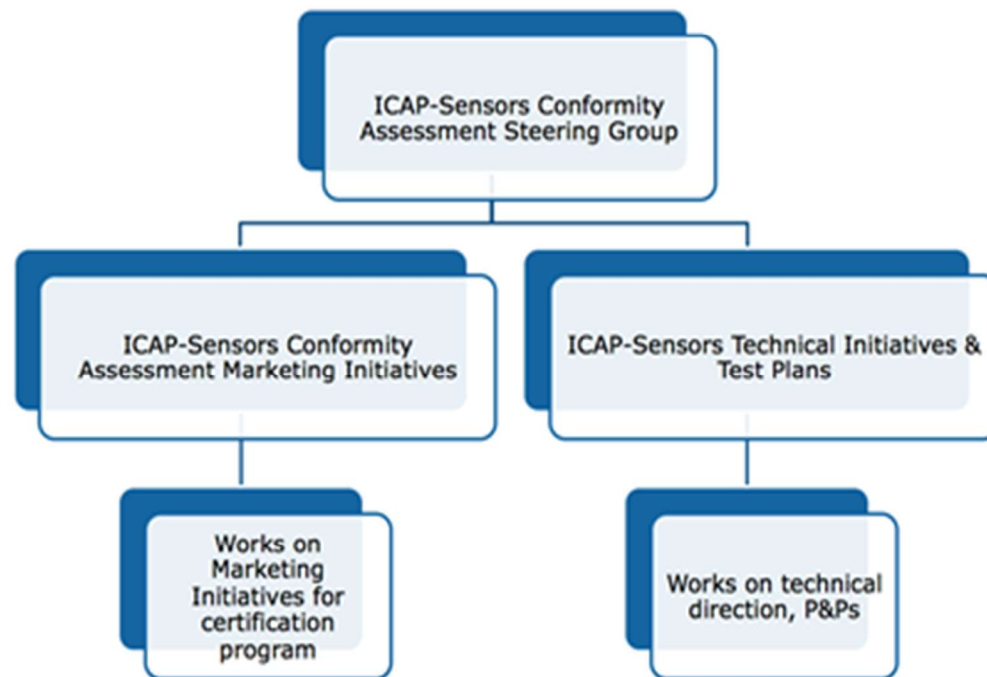 ICAP-Sensors Conformity
Assessment Steering Group
ICAP-Sensors Conformity
Assessment Marketing Initiatives
ICAP-Sensors Technical Initiatives &
Test Plans
Works on
Marketing
Initiatives for
certification
program
Works on technical
direction, P&Ps